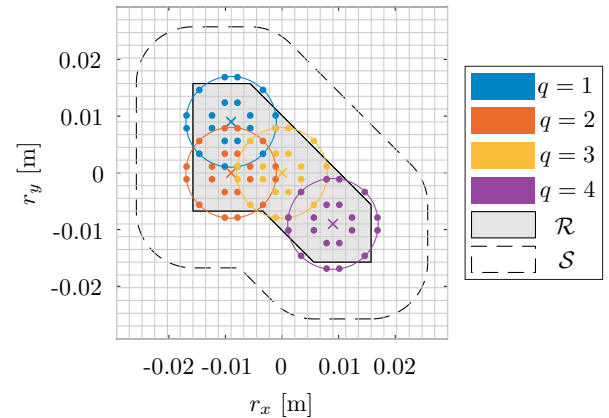 0.02
0.01
0
-0.01
-0.02
r_y [m]
-0.02 -0.01 0 0.01 0.02
r_x [m]
q = 1
q = 2
q = 3
q = 4
ℛ
𝒮